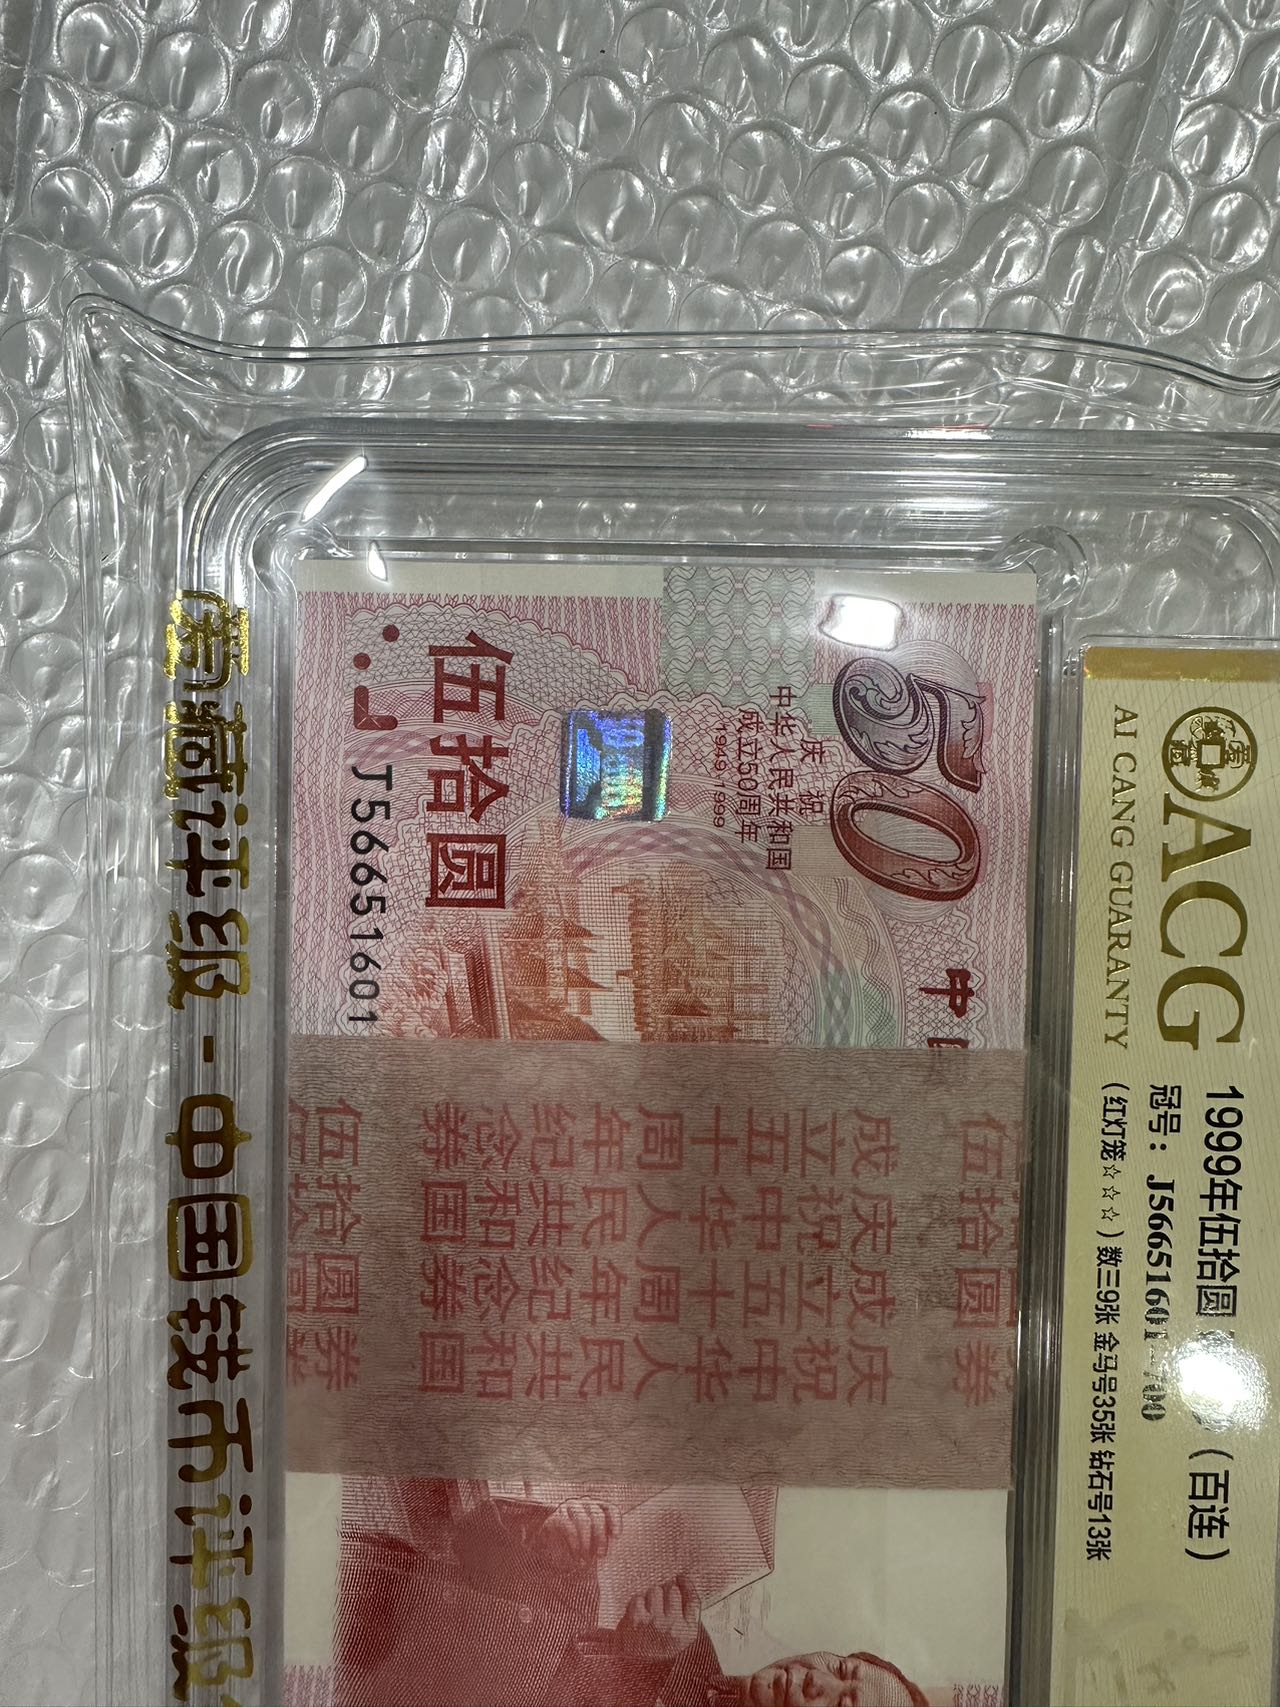 ACG
AI CANG GUARANTY
1999年伍拾圆
（百连）
冠号：J56651601-700
（红灯笼☆☆☆）数三9张 金马号35张 钻石号13张
50
中
庆祝
中华人民共和国
成立50周年
1949 1999
伍拾圆
J56651601
伍拾圆券
庆祝中华人民共和国
成立五十周年纪念券
庆祝中华人民共和国
成立五十周年纪念券
伍拾圆券
藏评级-中国钱币评级